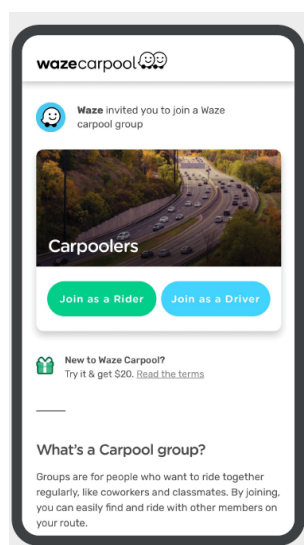 wazecarpool
Waze invited you to join a Waze
carpool group
Carpoolers
Join as a Rider
Join as a Driver
New to Waze Carpool?
Try it & get $20. Read the terms
What's a Carpool group?
Groups are for people who want to ride together
regularly, like coworkers and classmates. By joining,
you can easily find and ride with other members on
your route.